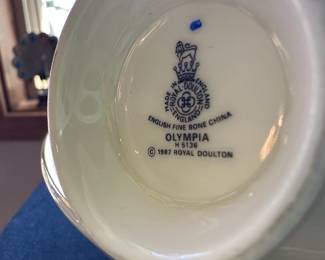 MADE IN ENGLAND
ROYAL DOULTON
ENGLAND
ENGLISH FINE BONE CHINA
OLYMPIA
H 5136
© 1987 ROYAL DOULTON